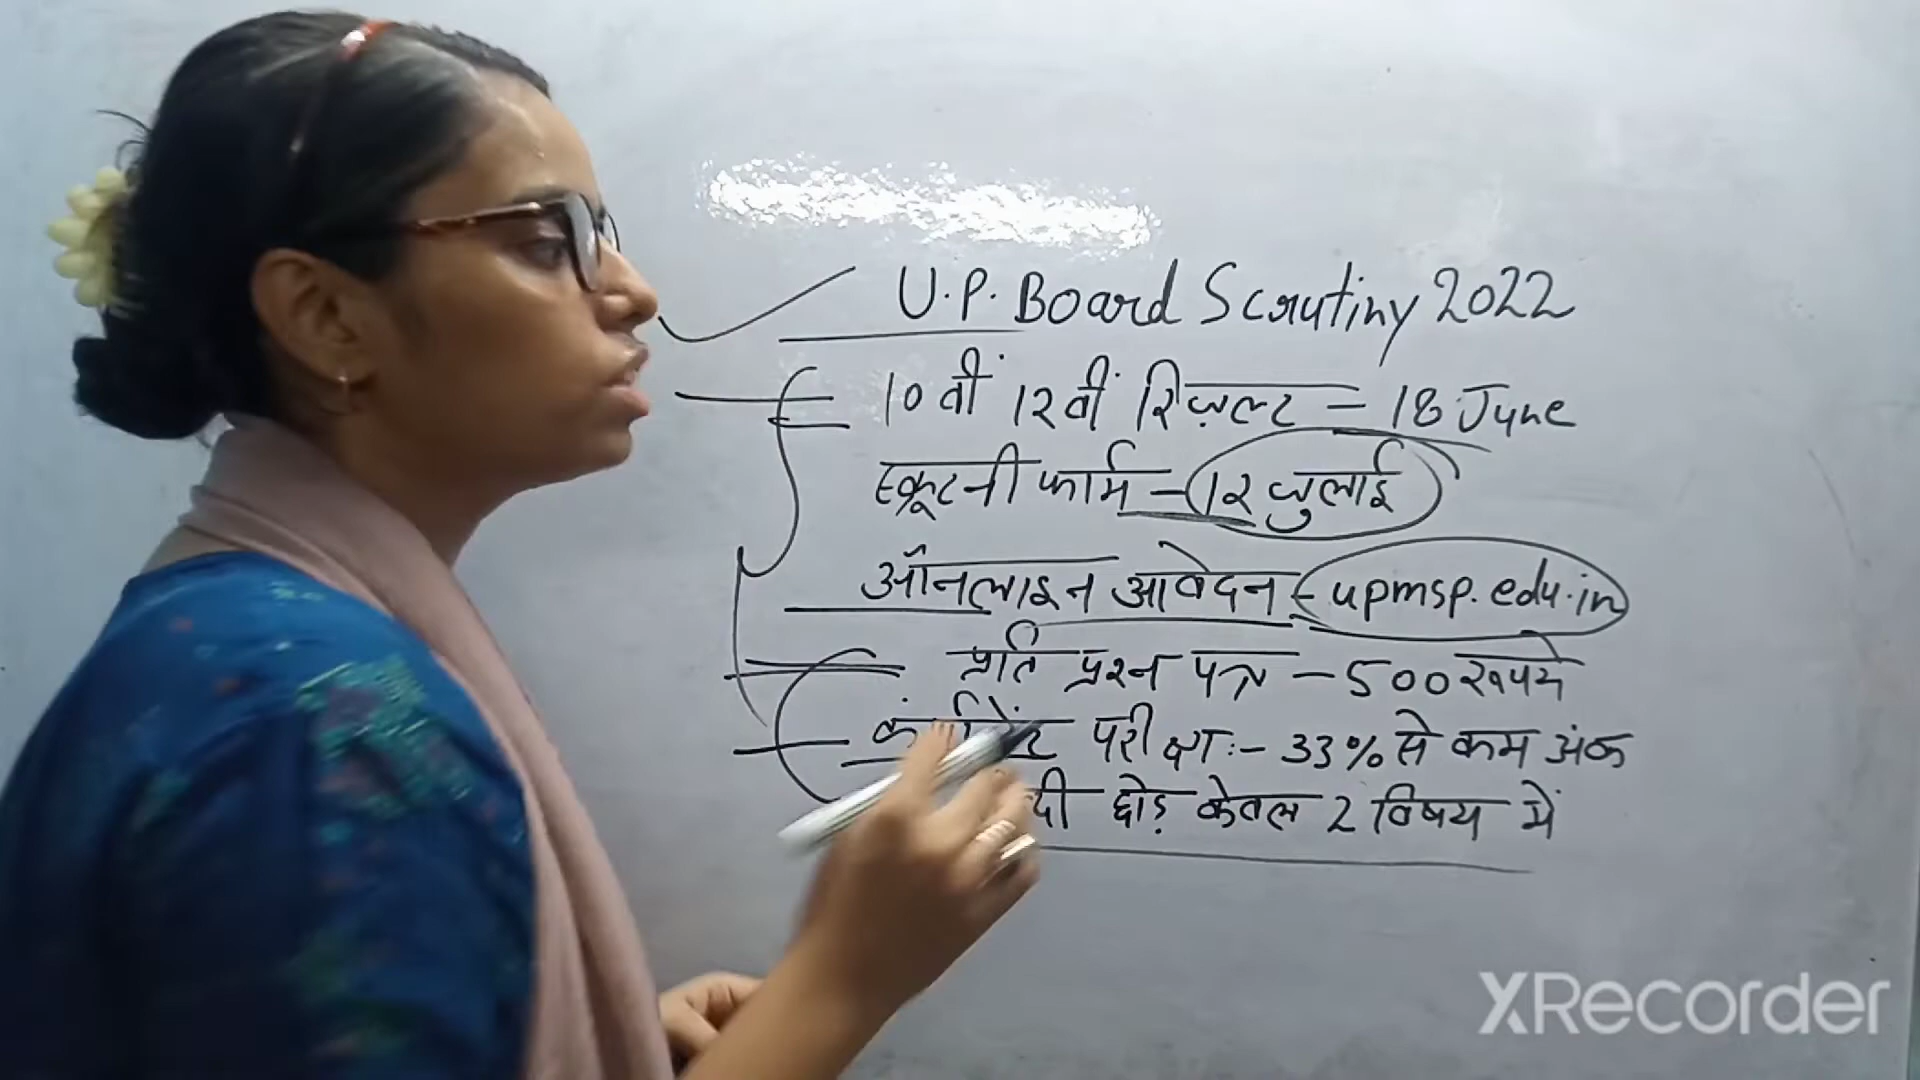 U.P. Board Scrutiny 2022
10वीं 12वीं रिज़ल्ट - 18 June
स्क्रूटनी फार्म - 12 जुलाई
ऑनलाइन आवेदन - upmsp.edu.in
प्रति प्रश्न पत्र - 500 रूपये
परीक्षा :- 33% से कम अंक
छोड़ केवल 2 विषय में
XRecorder